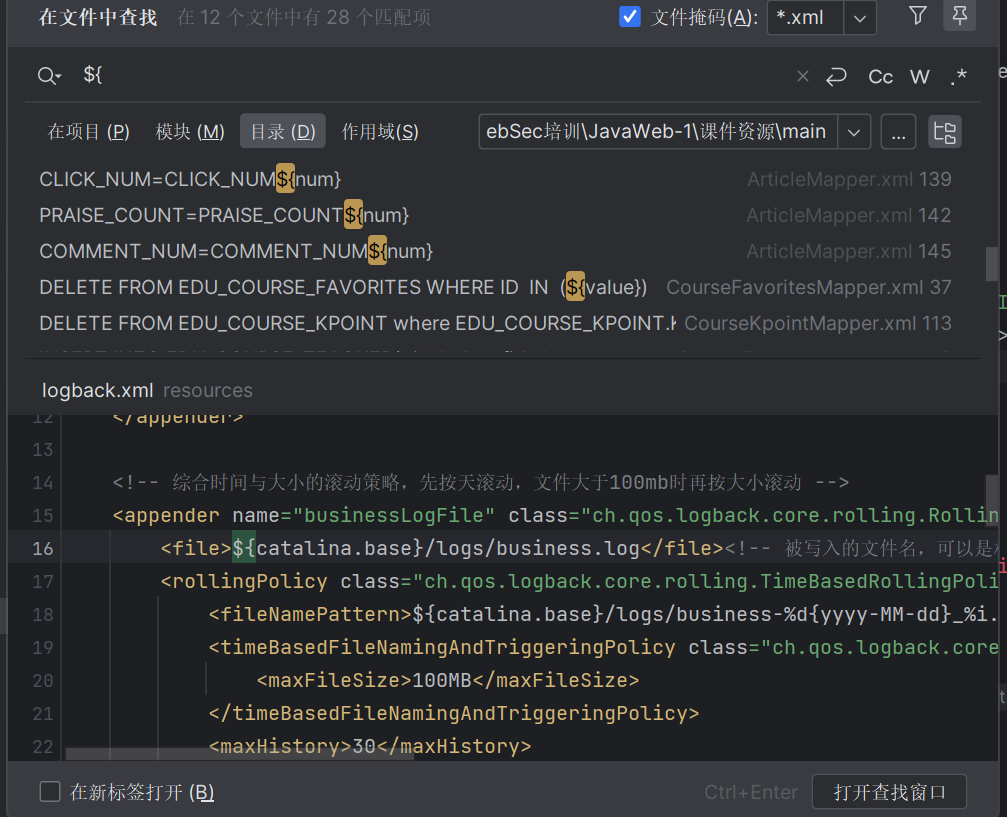 在文件中查找 在 12 个文件中有 28 个匹配项 文件掩码(A): *.xml
${ Cc W .*
在项目 (P) 模块 (M) 目录 (D) 作用域(S) ebSec培训\JavaWeb-1\课件资源\main ...
CLICK_NUM=CLICK_NUM${num} ArticleMapper.xml 139
PRAISE_COUNT=PRAISE_COUNT${num} ArticleMapper.xml 142
COMMENT_NUM=COMMENT_NUM${num} ArticleMapper.xml 145
DELETE FROM EDU_COURSE_FAVORITES WHERE ID IN (${value}) CourseFavoritesMapper.xml 37
DELETE FROM EDU_COURSE_KPOINT where EDU_COURSE_KPOINT. CourseKpointMapper.xml 113
logback.xml resources
12 </appender>
13
14 <!-- 综合时间与大小的滚动策略，先按天滚动，文件大于100mb时再按大小滚动 -->
15 <appender name="businessLogFile" class="ch.qos.logback.core.rolling.Rollin
16 <file>${catalina.base}/logs/business.log</file><!-- 被写入的文件名，可以是
17 <rollingPolicy class="ch.qos.logback.core.rolling.TimeBasedRollingPoli
18 <fileNamePattern>${catalina.base}/logs/business-%d{yyyy-MM-dd}_%i.
19 <timeBasedFileNamingAndTriggeringPolicy class="ch.qos.logback.core
20 <maxFileSize>100MB</maxFileSize>
21 </timeBasedFileNamingAndTriggeringPolicy>
22 <maxHistory>30</maxHistory>
在新标签打开 (B) Ctrl+Enter 打开查找窗口